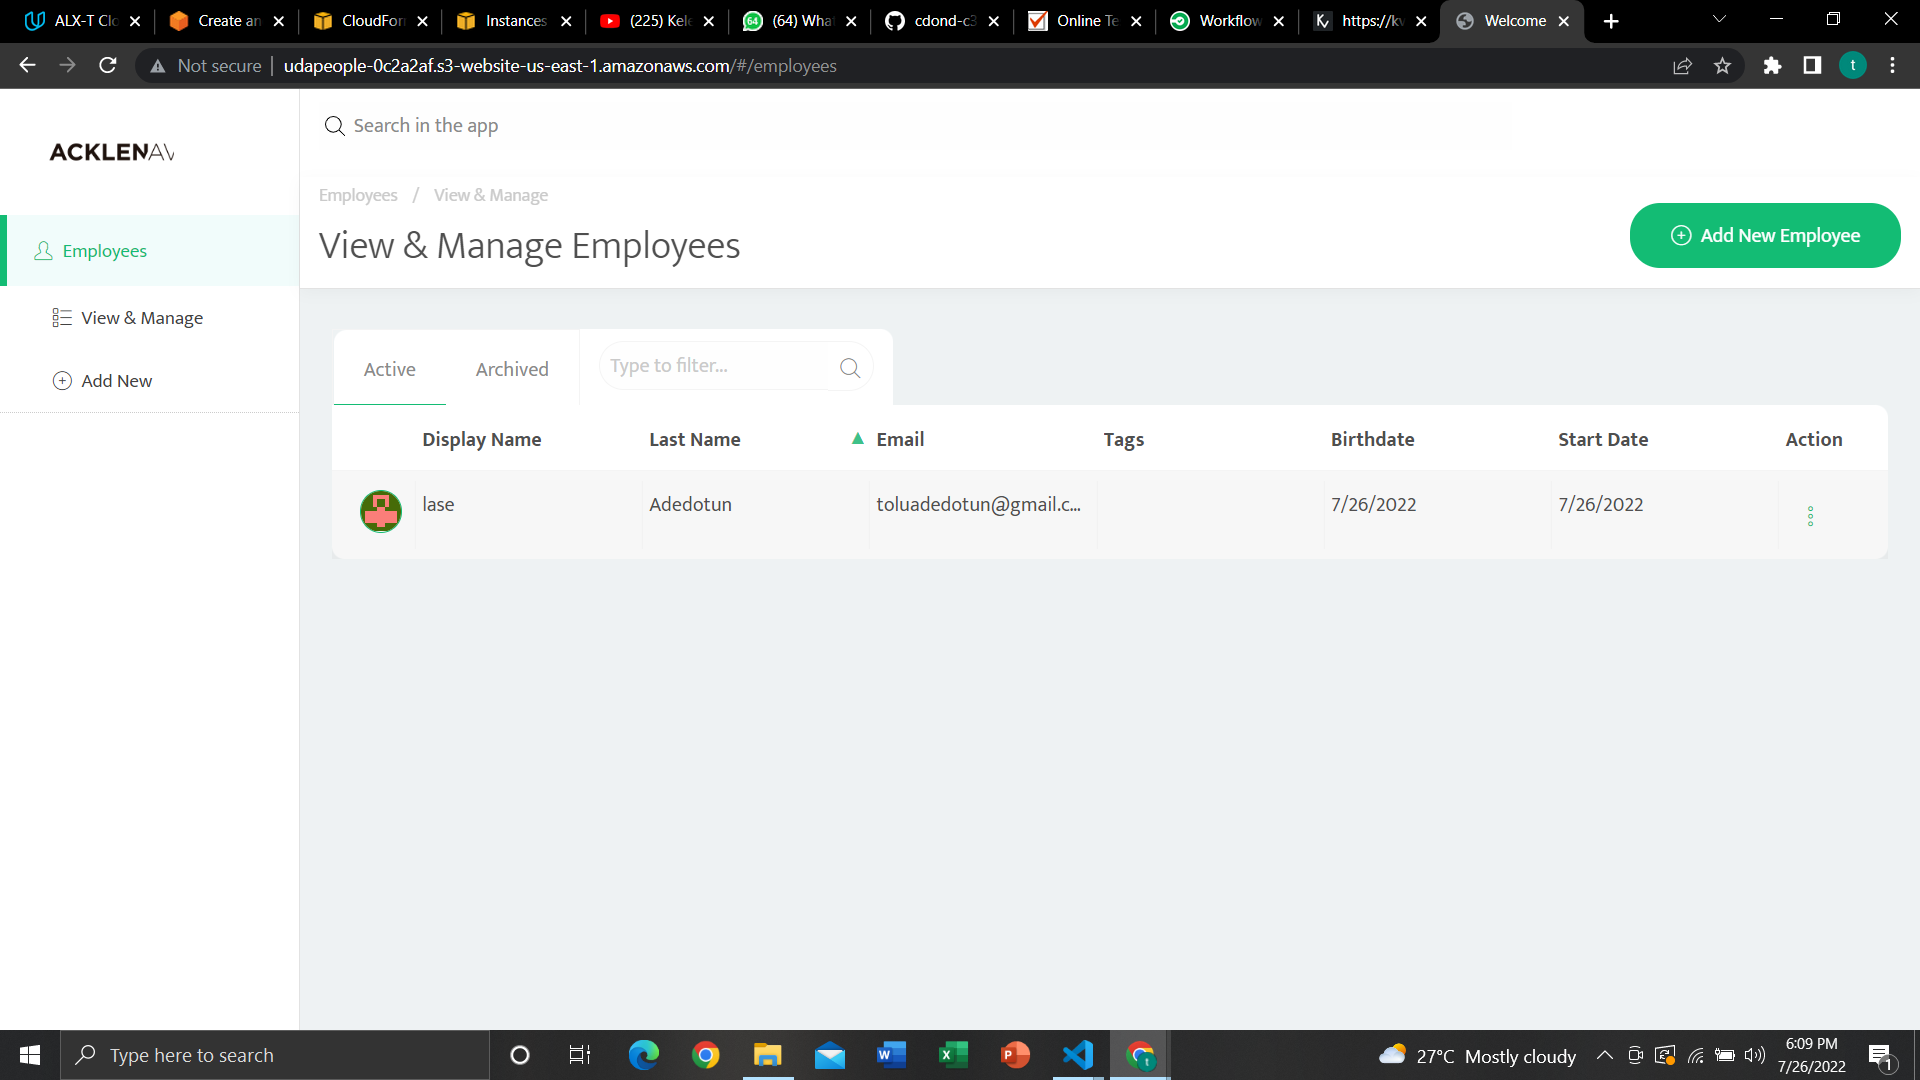 ALX-T Clo
Create an
CloudForr
Instances
(225) Kele
(64) What
cdond-c3
Online Te
Workflow
https://kv
Welcome
Not secure | udapeople-0c2a2af.s3-website-us-east-1.amazonaws.com/#/employees
t
Search in the app
ACKLENAV
Employees / View & Manage
View & Manage Employees
Add New Employee
Employees
View & Manage
Add New
Active
Archived
Type to filter...
Display Name
Last Name
Email
Tags
Birthdate
Start Date
Action
lase
Adedotun
toluadedotun@gmail.c...
7/26/2022
7/26/2022
Type here to search
27°C Mostly cloudy
6:09 PM
7/26/2022
1